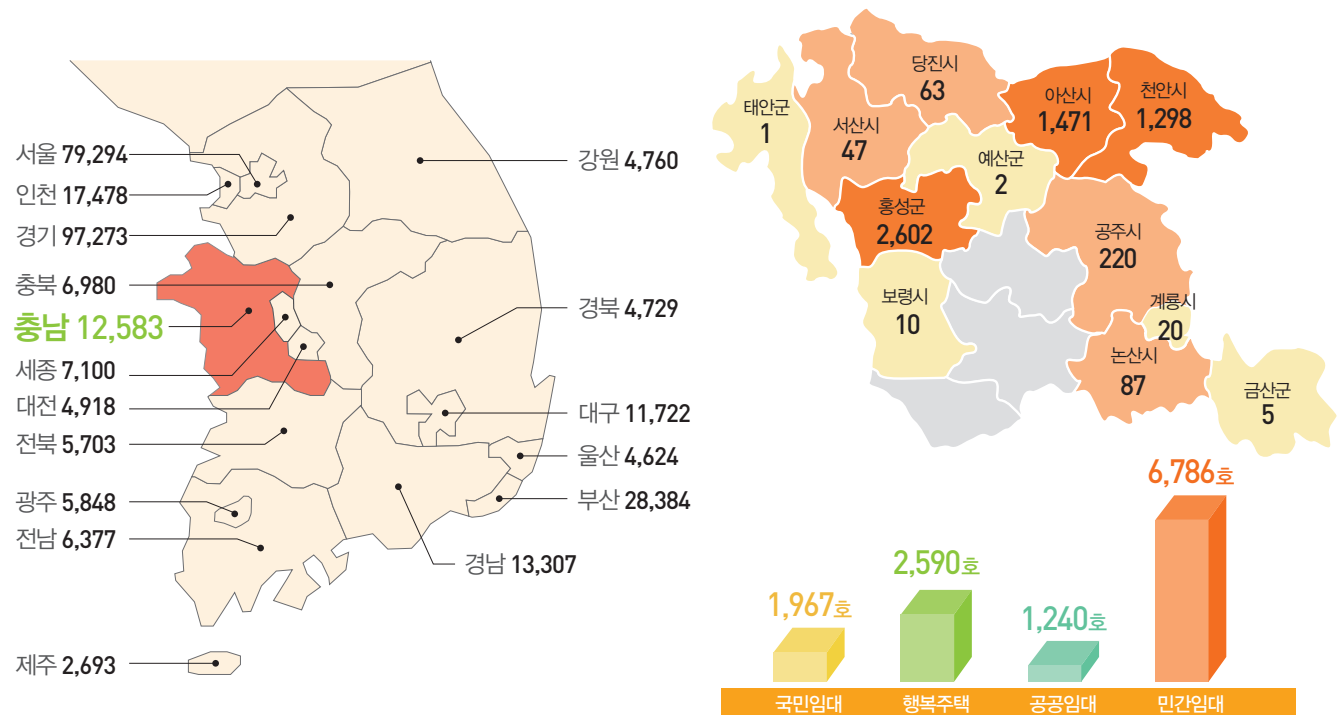 서울 79,294
인천 17,478
경기 97,273
충북 6,980
충남 12,583
세종 7,100
대전 4,918
전북 5,703
광주 5,848
전남 6,377
제주 2,693
강원 4,760
경북 4,729
대구 11,722
울산 4,624
부산 28,384
경남 13,307
당진시
63
아산시
1,471
천안시
1,298
태안군
1
서산시
47
예산군
2
홍성군
2,602
공주시
220
보령시
10
계룡시
20
논산시
87
금산군
5
1,967호
2,590호
1,240호
6,786호
국민임대
행복주택
공공임대
민간임대